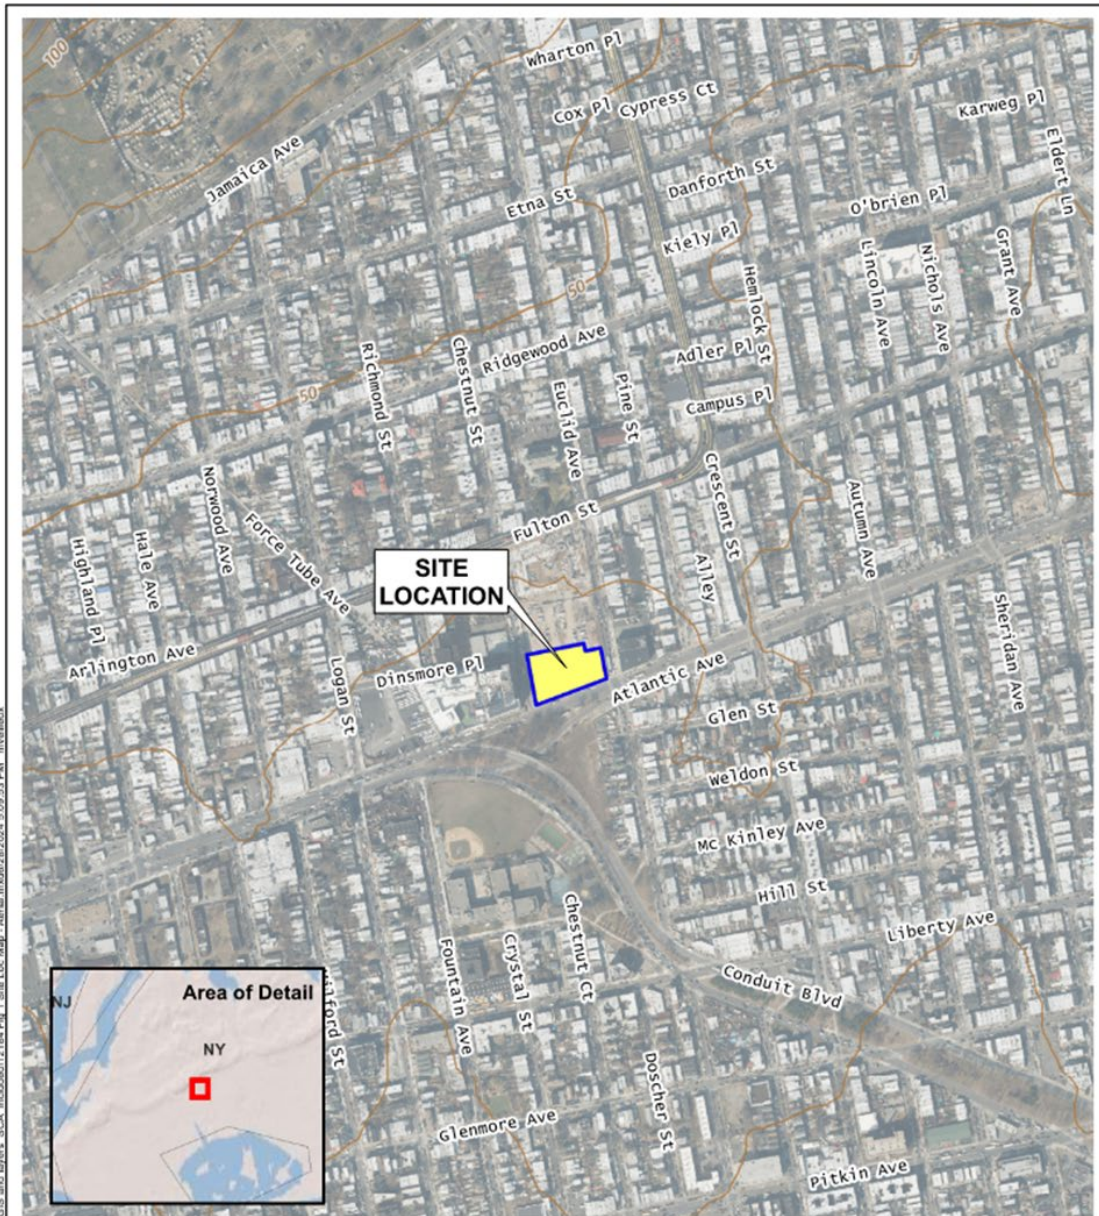 100
Wharton Pl
Cox Pl
Cypress Ct
Karweg Pl
Jamaica Ave
Eldert Ln
Danforth St
Etna St
O'brien Pl
Kiely Pl
Lincoln Ave
Nichols Ave
Grant Ave
50
Hemlock St
Ridgewood Ave
Adler Pl
Richmond St
Chestnut St
50
Euclid Ave
Pine St
Campus Pl
Norwood Ave
Crescent St
Autumn Ave
Fulton St
Force Tube Ave
Highland Pl
Hale Ave
SITE
LOCATION
Alley
Sheridan Ave
Arlington Ave
Logan St
Dinsmore Pl
Atlantic Ave
Glen St
Weldon St
Mc Kinley Ave
Hill St
Chestnut Ct
Liberty Ave
Fountain Ave
Crystal St
Conduit Blvd
Area of Detail
NJ
NY
Doscher St
Glenmore Ave
Pitkin Ave